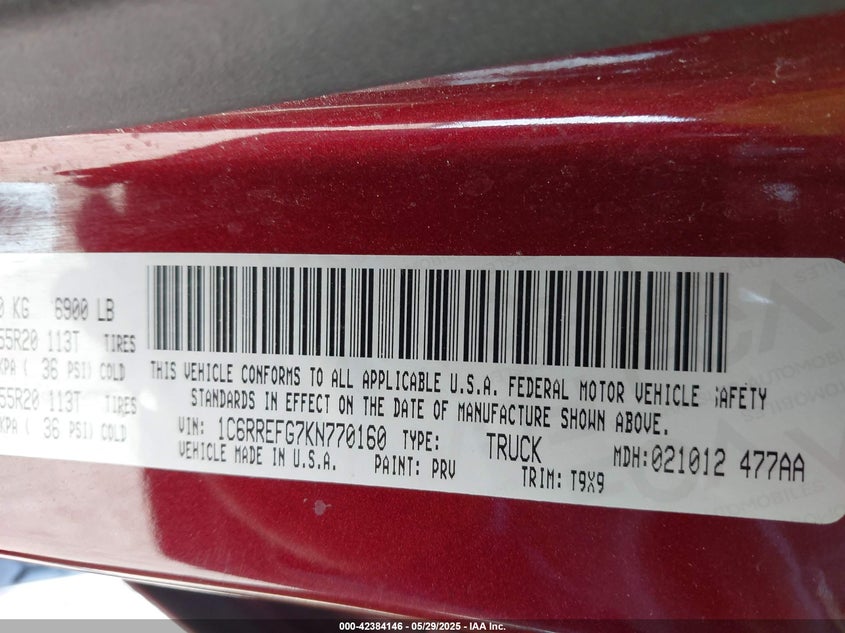 0 KG 6900 LB
55R20 113T TIRES
KPA ( 36 PSI) COLD
55R20 113T TIRES
KPA ( 36 PSI) COLD
THIS VEHICLE CONFORMS TO ALL APPLICABLE U.S.A. FEDERAL MOTOR VEHICLE SAFETY
STANDARDS IN EFFECT ON THE DATE OF MANUFACTURE SHOWN ABOVE.
VIN: 1C6RREFG7KN770160 TYPE: TRUCK MDH:021012 477AA
VEHICLE MADE IN U.S.A. PAINT: PRV TRIM: T9X9
000-42384146 - 05/29/2025 - IAA Inc.